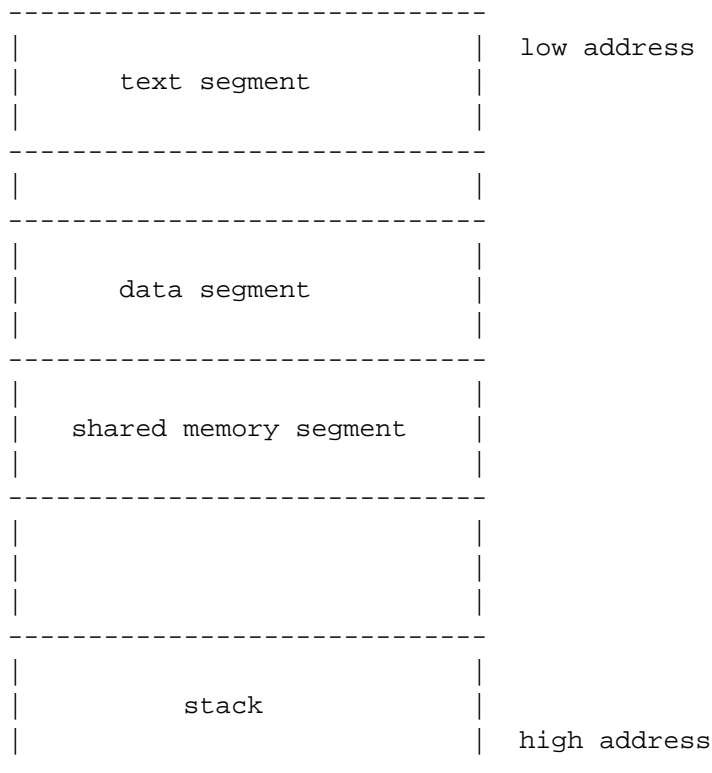 low address
text segment
data segment
shared memory segment
stack
high address